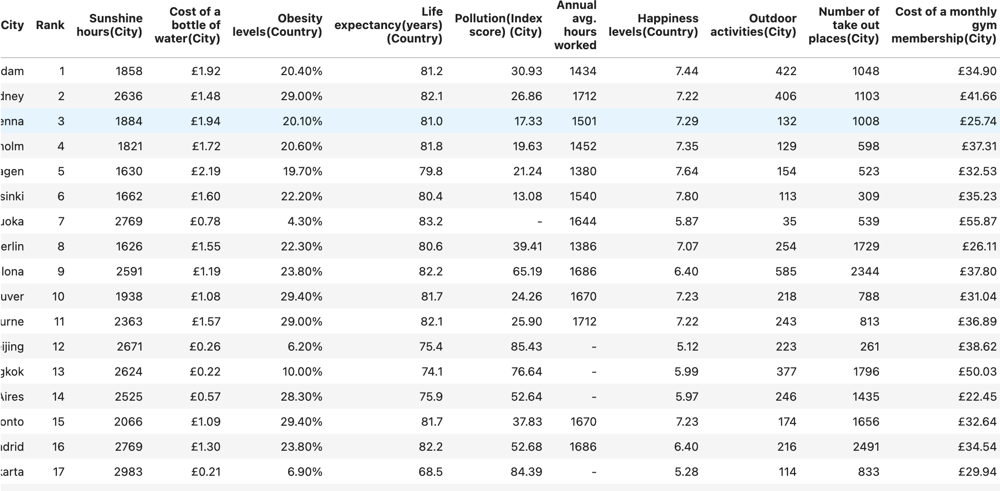 City
Rank
Sunshine
hours(City)
Cost of a
bottle of
water(City)
Obesity
levels(Country)
Life
expectancy(years)
(Country)
Pollution(Index
score) (City)
Annual
avg.
hours
worked
Happiness
levels(Country)
Outdoor
activities(City)
Number of
take out
places(City)
Cost of a monthly
gym
membership(City)
dam 1 1858 £1.92 20.40% 81.2 30.93 1434 7.44 422 1048 £34.90
dney 2 2636 £1.48 29.00% 82.1 26.86 1712 7.22 406 1103 £41.66
enna 3 1884 £1.94 20.10% 81.0 17.33 1501 7.29 132 1008 £25.74
holm 4 1821 £1.72 20.60% 81.8 19.63 1452 7.35 129 598 £37.31
agen 5 1630 £2.19 19.70% 79.8 21.24 1380 7.64 154 523 £32.53
sinki 6 1662 £1.60 22.20% 80.4 13.08 1540 7.80 113 309 £35.23
uoka 7 2769 £0.78 4.30% 83.2 - 1644 5.87 35 539 £55.87
erlin 8 1626 £1.55 22.30% 80.6 39.41 1386 7.07 254 1729 £26.11
lona 9 2591 £1.19 23.80% 82.2 65.19 1686 6.40 585 2344 £37.80
uver 10 1938 £1.08 29.40% 81.7 24.26 1670 7.23 218 788 £31.04
urne 11 2363 £1.57 29.00% 82.1 25.90 1712 7.22 243 813 £36.89
eijing 12 2671 £0.26 6.20% 75.4 85.43 - 5.12 223 261 £38.62
gkok 13 2624 £0.22 10.00% 74.1 76.64 - 5.99 377 1796 £50.03
Aires 14 2525 £0.57 28.30% 75.9 52.64 - 5.97 246 1435 £22.45
onto 15 2066 £1.09 29.40% 81.7 37.83 1670 7.23 174 1656 £32.64
adrid 16 2769 £1.30 23.80% 82.2 52.68 1686 6.40 216 2491 £34.54
karta 17 2983 £0.21 6.90% 68.5 84.39 - 5.28 114 833 £29.94